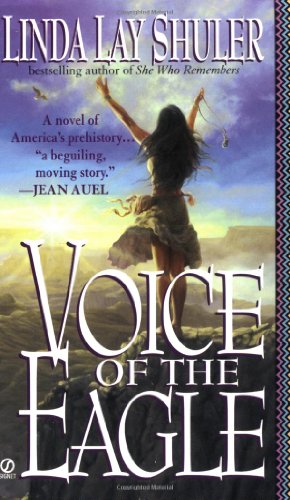 LINDA LAY SHULER
bestselling author of She Who Remembers
A novel of
America's prehistory...
"a beguiling,
moving story."
—JEAN AUEL
VOICE
OF THE
EAGLE
SIGNET